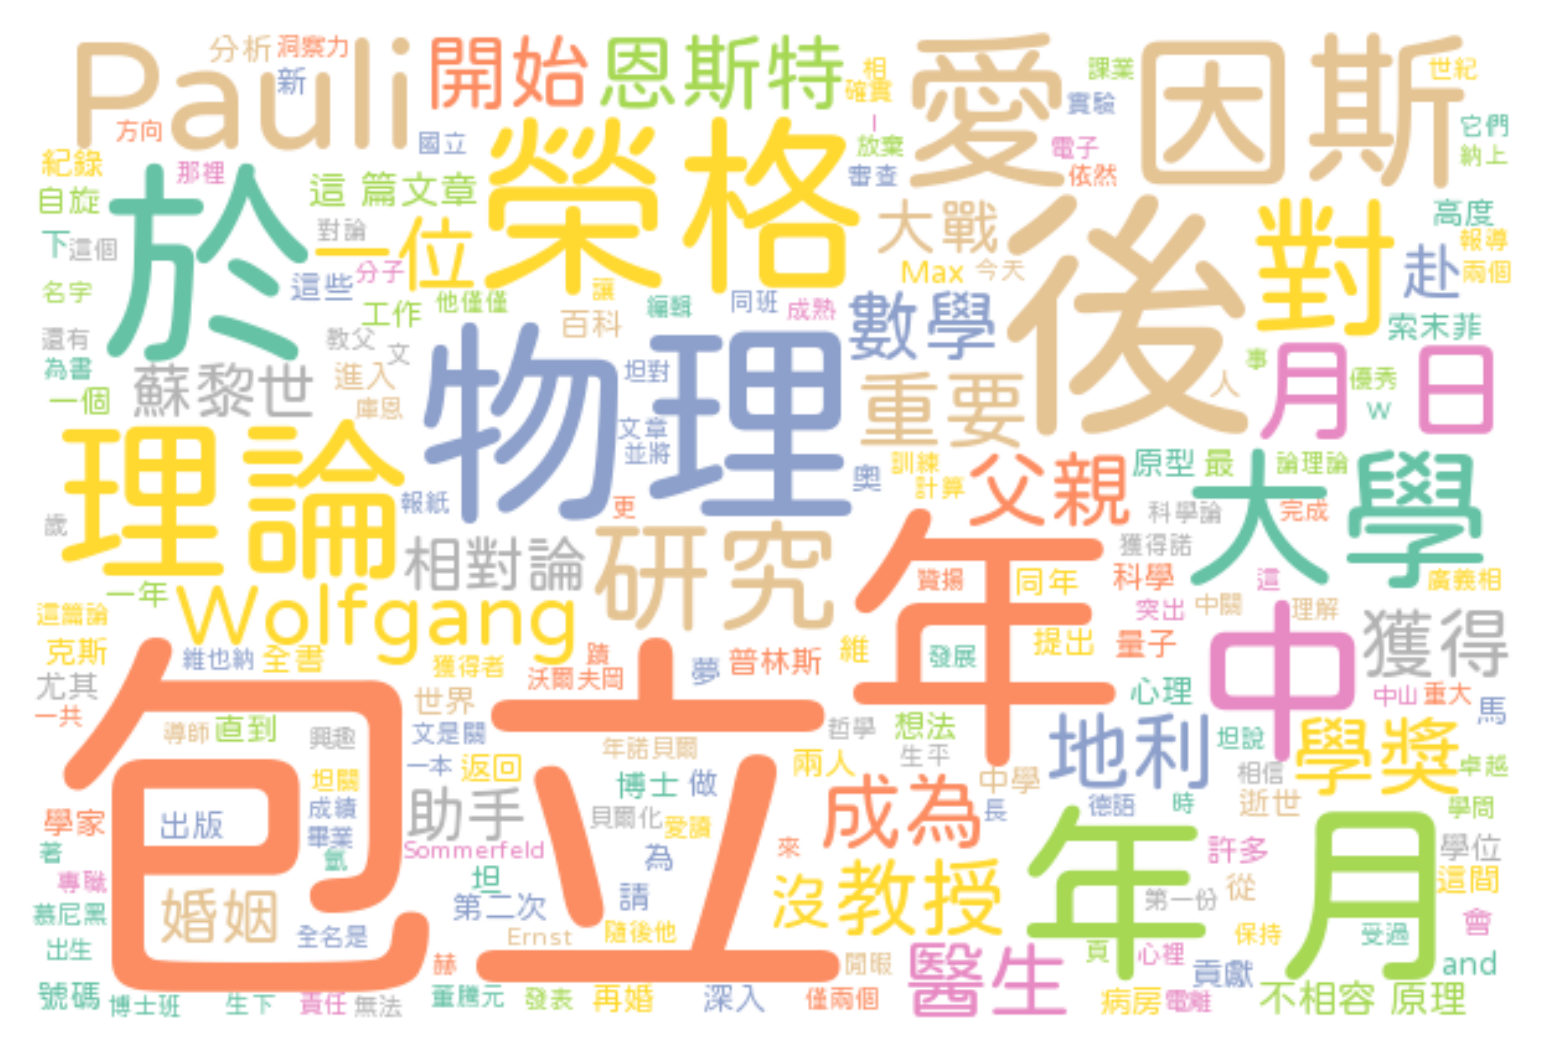 Pauli 分析 洞察力 開始 恩斯特 相 愛因斯 課業 世紀
新 確實 實驗
方向 國立 放棄 電子 它們
紀錄 那裡 榮格 審查 依然 納上
自旋 於 這 篇文章 大戰 後 對 高度
下 這個 對論 一位 赴 報導
分子 Max 今天 兩個
名字 這些 工作 他僅僅 讓 編輯 同班 成熟 數學 索末菲
還有 教父 百科 物理 月 日
為書 蘇黎世 文 坦對 事 優秀
一個 進入 庫恩 重要 人 W
理論 文章 父親 原型 最 論理論 大學
並將 奧 訓練
報紙 更 計算 科學論 完成
歲 相對論 研究 年 獲得諾
一年 贊揚 同年 科學 這 廣義相
這篇論 Wolfgang 突出 中關 理解 中 獲得
克斯 維也納 全書 獲得者 蹟 夢 普林斯 維 發展 提出 量子
尤其 沃爾夫岡 心理 中山 重大
一共 包立 世界 馬
導師 直到 興趣 文是關 年諾貝爾 哲學 想法 地利 坦說 學獎
坦關 一本 返回 博士 做 兩人 生平 中學 相信 卓越
成績 助手 貝爾化 愛讀 成為 長 德語 時 逝世 學問
學家 出版 畢業
著 氫 Sommerfeld 為 來 年月 許多 學位
專職 坦 請 沒 教授 第一份 從 這間
慕尼黑 婚姻 第二次
出生 全名是 Ernst 隨後他 保持 受過 會
赫 閒暇 醫生 頁 心裡 貢獻 and
號碼 博士班 生下 責任 無法 董騰元 發表 再婚 深入 僅兩個 病房 電離 不相容 原理